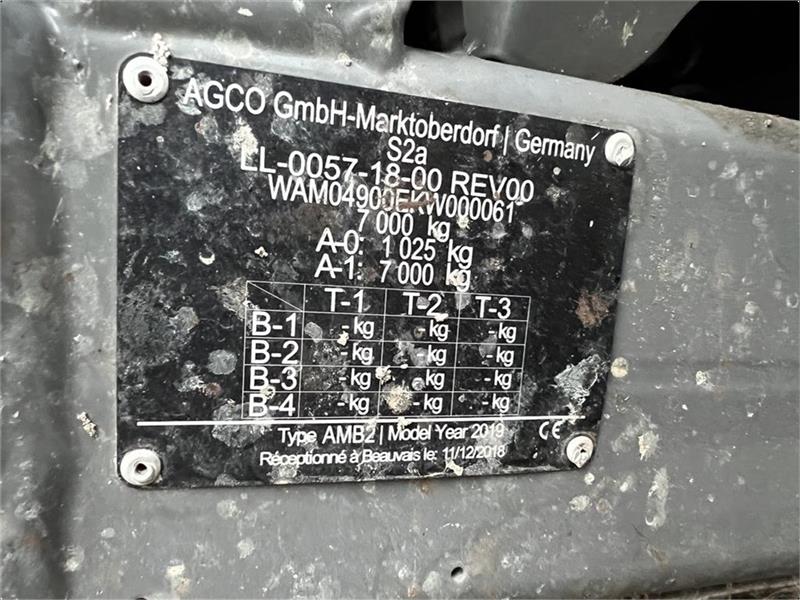 AGCO GmbH-Marktoberdorf | Germany
S2a
LL-0057-18-00 REV00
WAM04900EKW000061
7 000 kg
A-0: 1 025 kg
A-1: 7 000 kg
T-1 T-2 T-3
B-1 - kg - kg - kg
B-2 - kg - kg - kg
B-3 - kg - kg - kg
B-4 - kg - kg - kg
Type AMB2 | Model Year 2019 CE
Réceptionné à Beauvais le: 11/12/2018